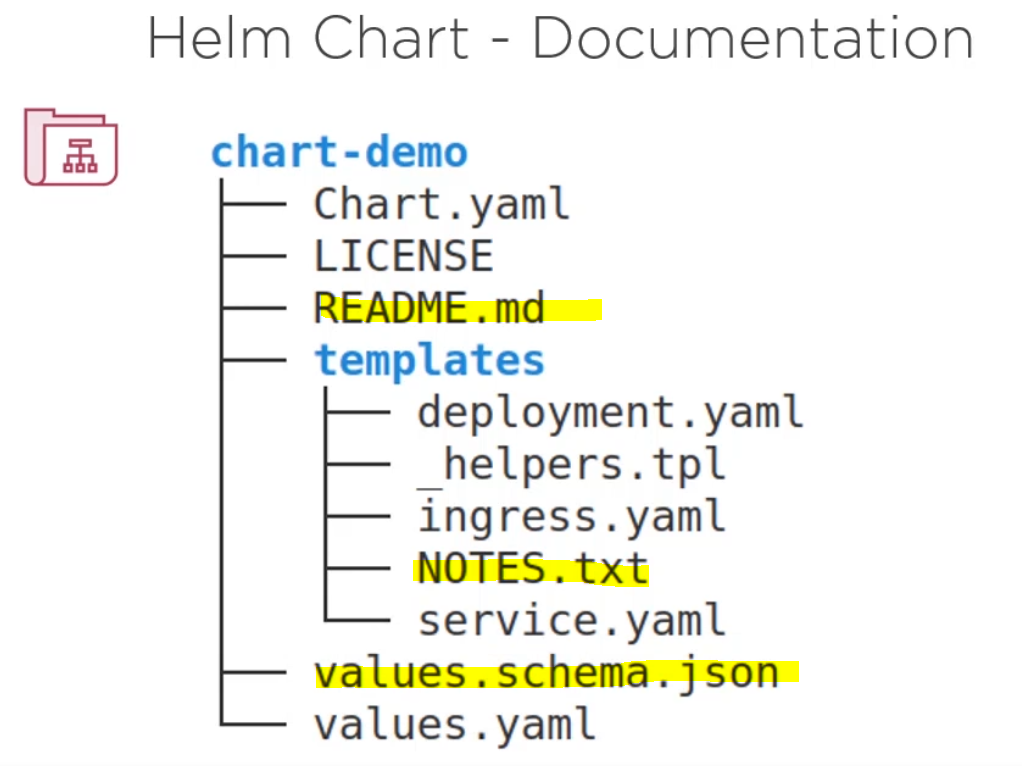 Helm Chart - Documentation
chart-demo
Chart.yaml
LICENSE
README.md
templates
deployment.yaml
_helpers.tpl
ingress.yaml
NOTES.txt
service.yaml
values.schema.json
values.yaml